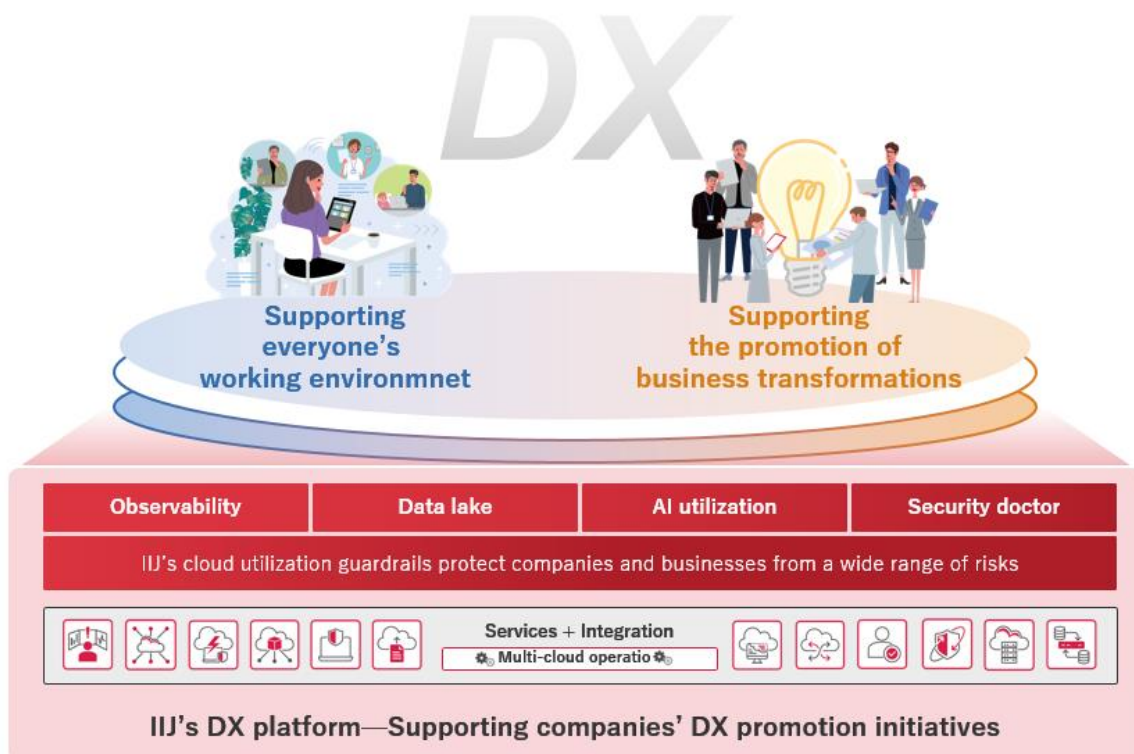 DX
Supporting
everyone's
working environmnet
Supporting
the promotion of
business transformations
Observability
Data lake
AI utilization
Security doctor
IIJ's cloud utilization guardrails protect companies and businesses from a wide range of risks
Services + Integration
Multi-cloud operatio
IIJ's DX platform—Supporting companies' DX promotion initiatives